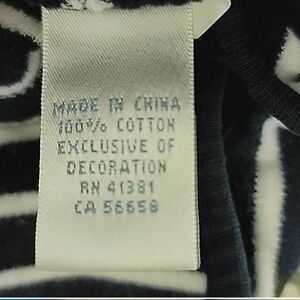 MADE IN CHINA
100% COTTON
EXCLUSIVE OF
DECORATION
RN 41381
CA 56658